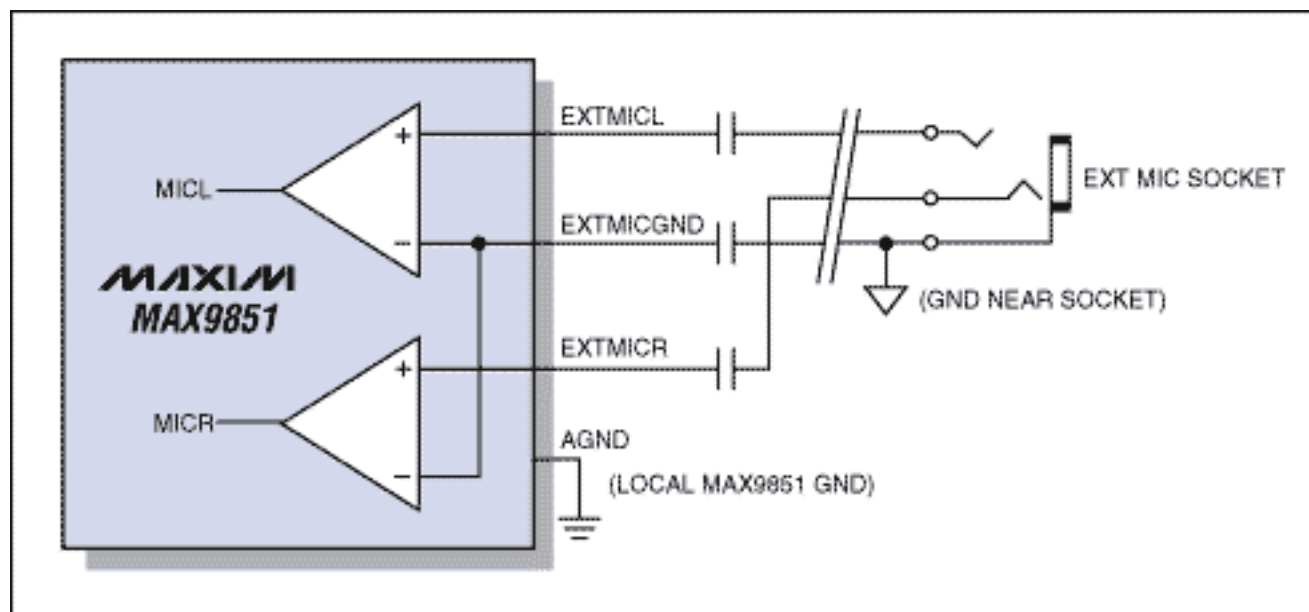 EXTMICL
+
MICL
EXT MIC SOCKET
EXTMICGND
−
MAXIM
MAX9851
(GND NEAR SOCKET)
EXTMICR
+
MICR
AGND
−
(LOCAL MAX9851 GND)